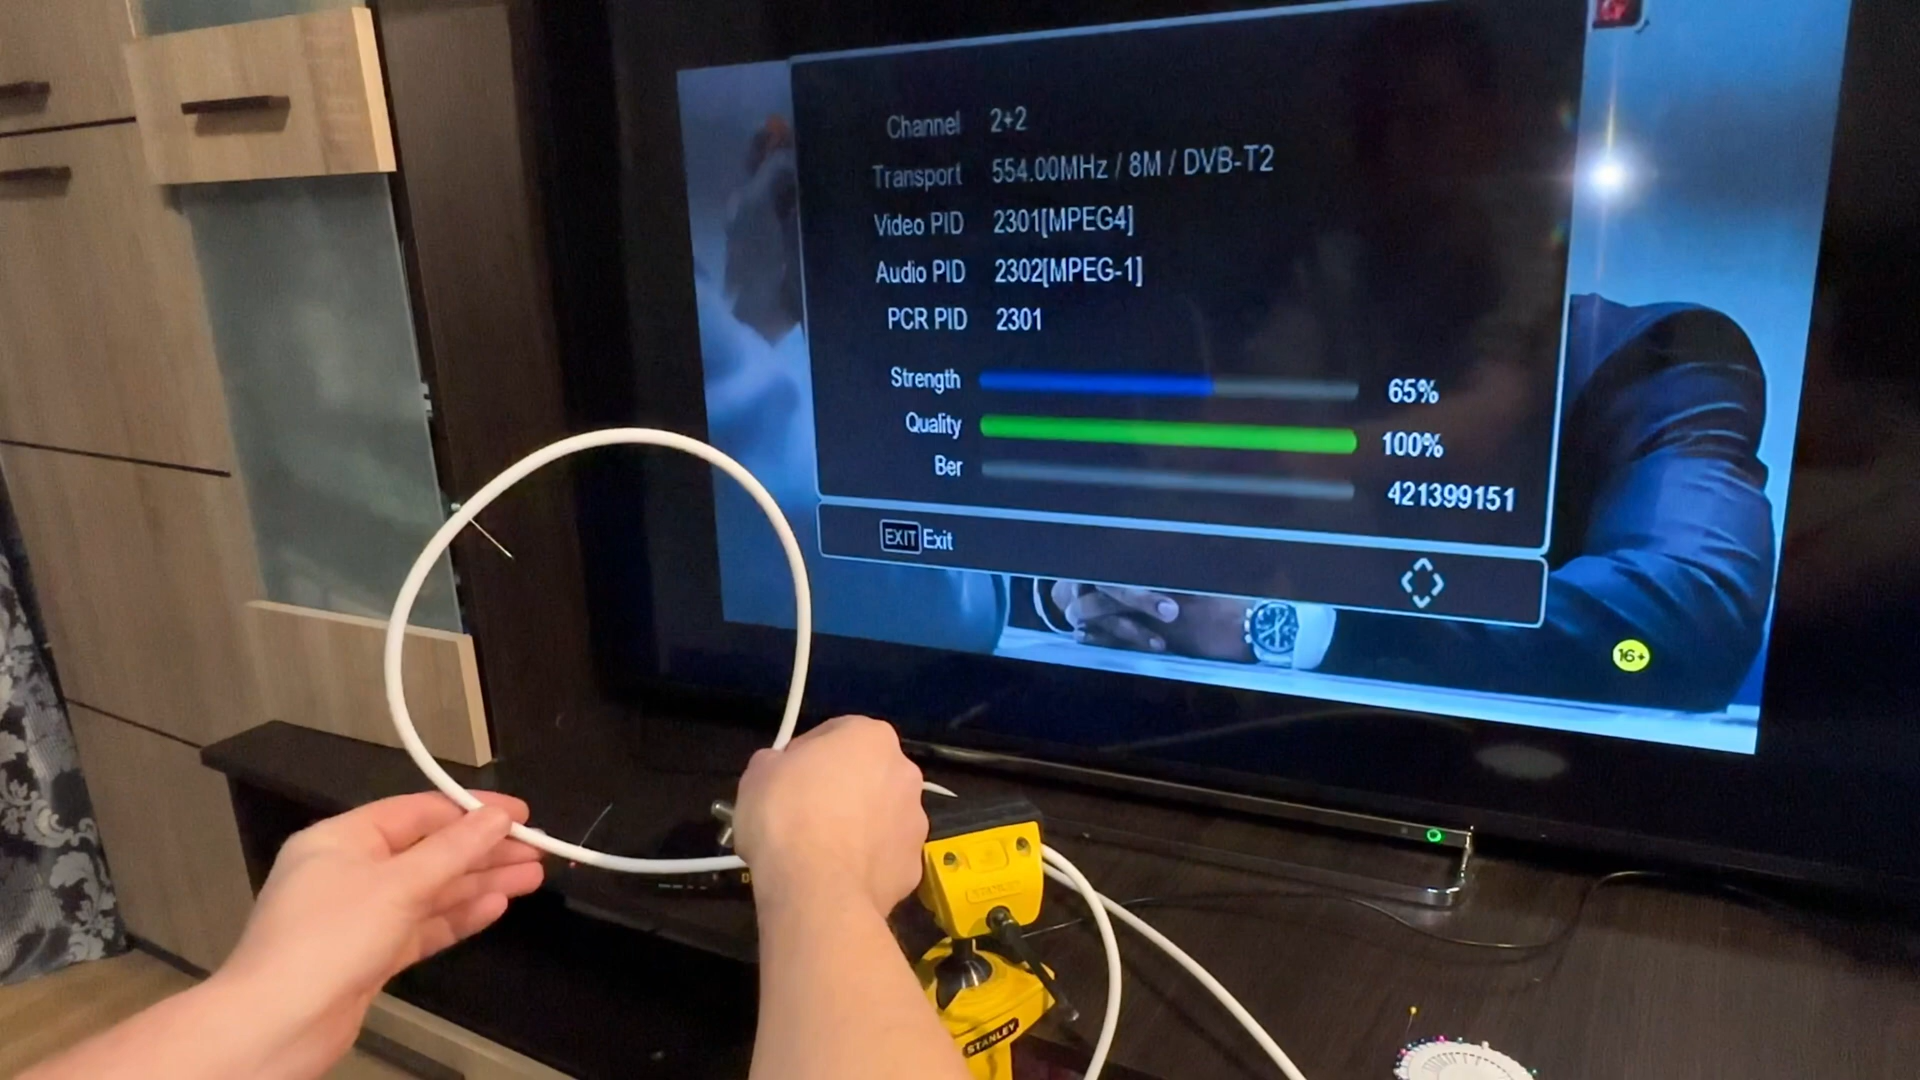 Channel 2+2
Transport 554.00MHz / 8M / DVB-T2
Video PID 2301[MPEG4]
Audio PID 2302[MPEG-1]
PCR PID 2301
Strength 65%
Quality 100%
Ber 421399151
EXIT Exit
16+
STANLEY
STANLEY